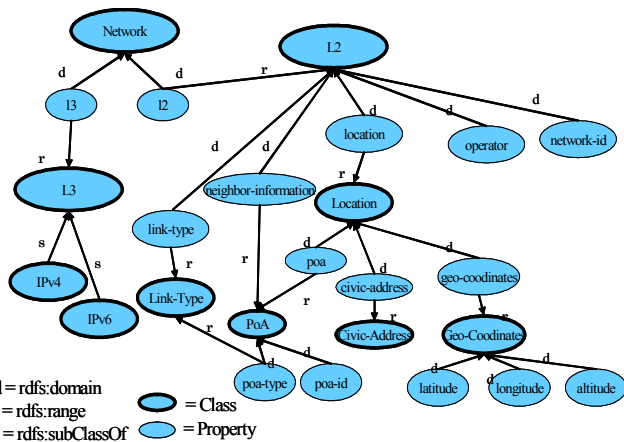 Network
L2
d
d
r
l3
l2
d
d
d
d
d
location
operator
network-id
r
r
L3
neighbor-information
Location
link-type
s
s
r
r
d
poa
d
d
civic-address
geo-coodinates
IPv4
IPv6
Link-Type
r
PoA
r
Civic-Address
r
Geo-Coodinates
r
d
d
poa-type
poa-id
d
d
d
latitude
longitude
altitude
= rdfs:domain
= rdfs:range
= rdfs:subClassOf
= Class
= Property